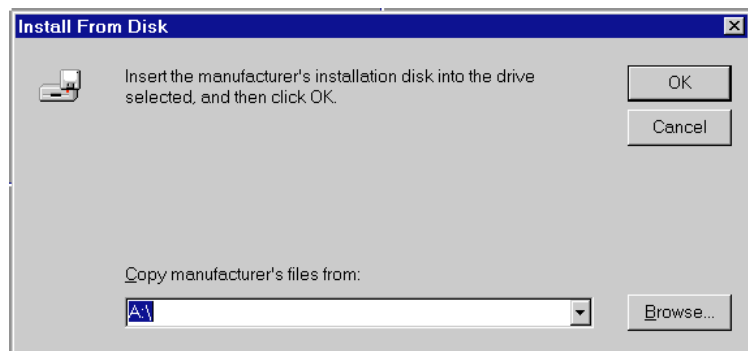 Install From Disk
Insert the manufacturer's installation disk into the drive
selected, and then click OK.
OK
Cancel
Copy manufacturer's files from:
A:\
Browse...